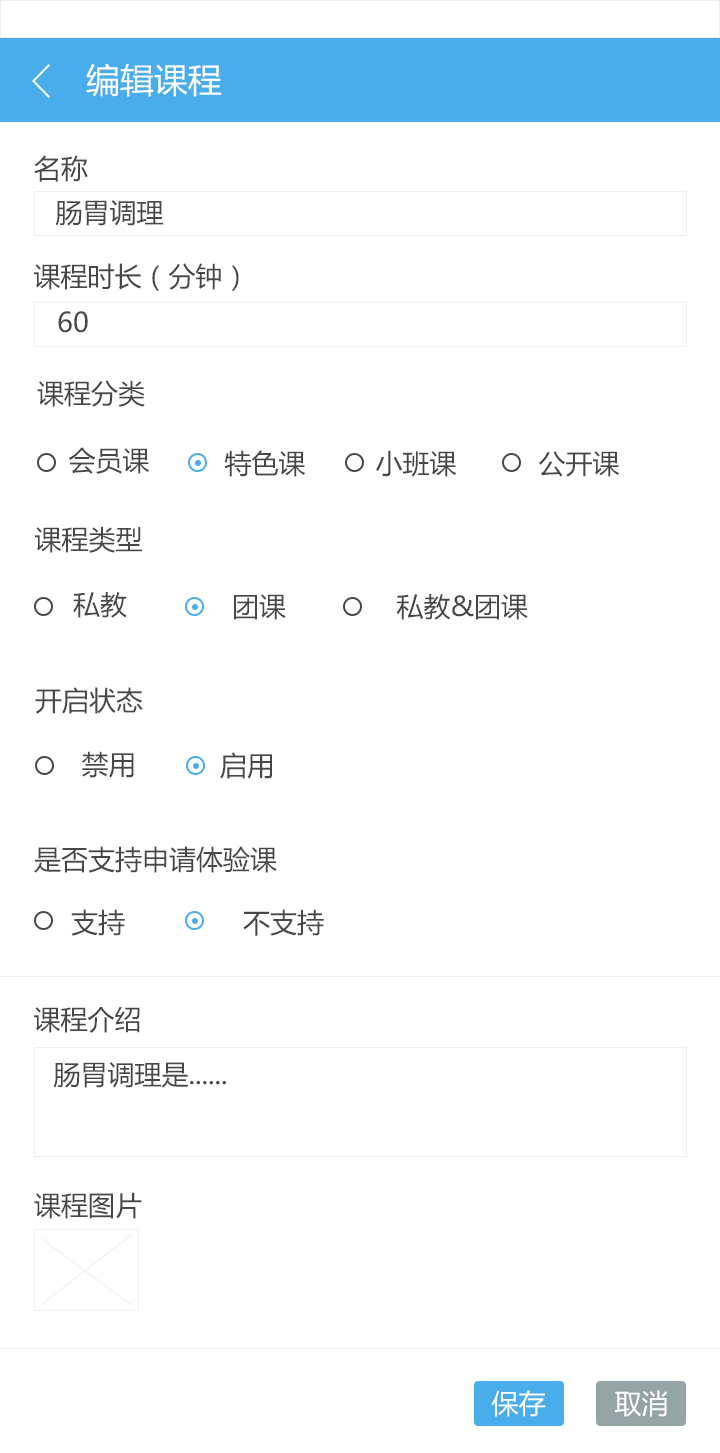 编辑课程
名称
肠胃调理
课程时长（分钟）
60
课程分类
会员课 特色课 小班课 公开课
课程类型
私教 团课 私教&团课
开启状态
禁用 启用
是否支持申请体验课
支持 不支持
课程介绍
肠胃调理是......
课程图片
保存 取消